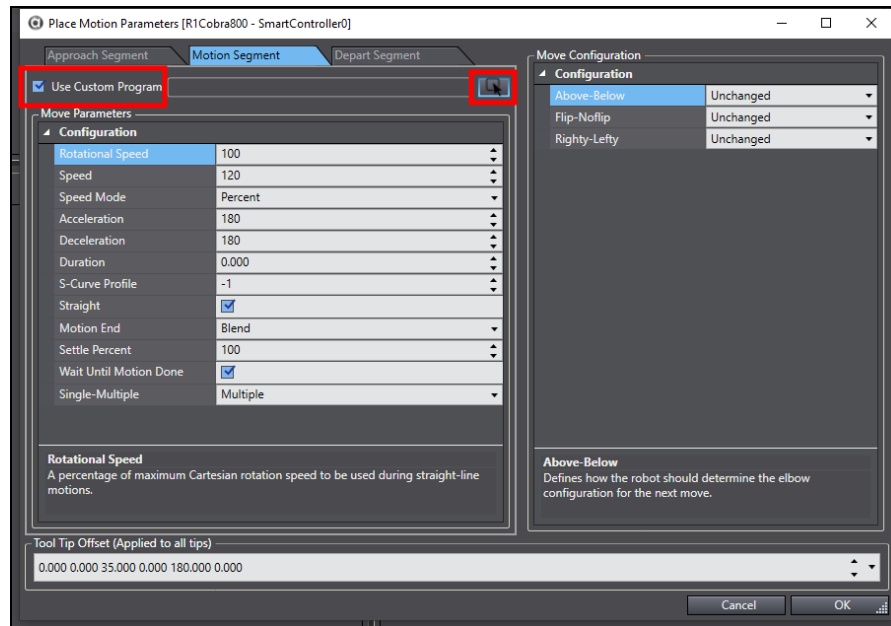 Place Motion Parameters [R1Cobra800 - SmartController0]
Approach Segment
Motion Segment
Depart Segment
Use Custom Program
Move Parameters
Configuration
Rotational Speed 100
Speed 120
Speed Mode Percent
Acceleration 180
Deceleration 180
Duration 0.000
S-Curve Profile -1
Straight
Motion End Blend
Settle Percent 100
Wait Until Motion Done
Single-Multiple Multiple
Rotational Speed
A percentage of maximum Cartesian rotation speed to be used during straight-line
motions.
Move Configuration
Configuration
Above-Below Unchanged
Flip-Noflip Unchanged
Righty-Lefty Unchanged
Above-Below
Defines how the robot should determine the elbow
configuration for the next move.
Tool Tip Offset (Applied to all tips)
0.000 0.000 35.000 0.000 180.000 0.000
Cancel
OK